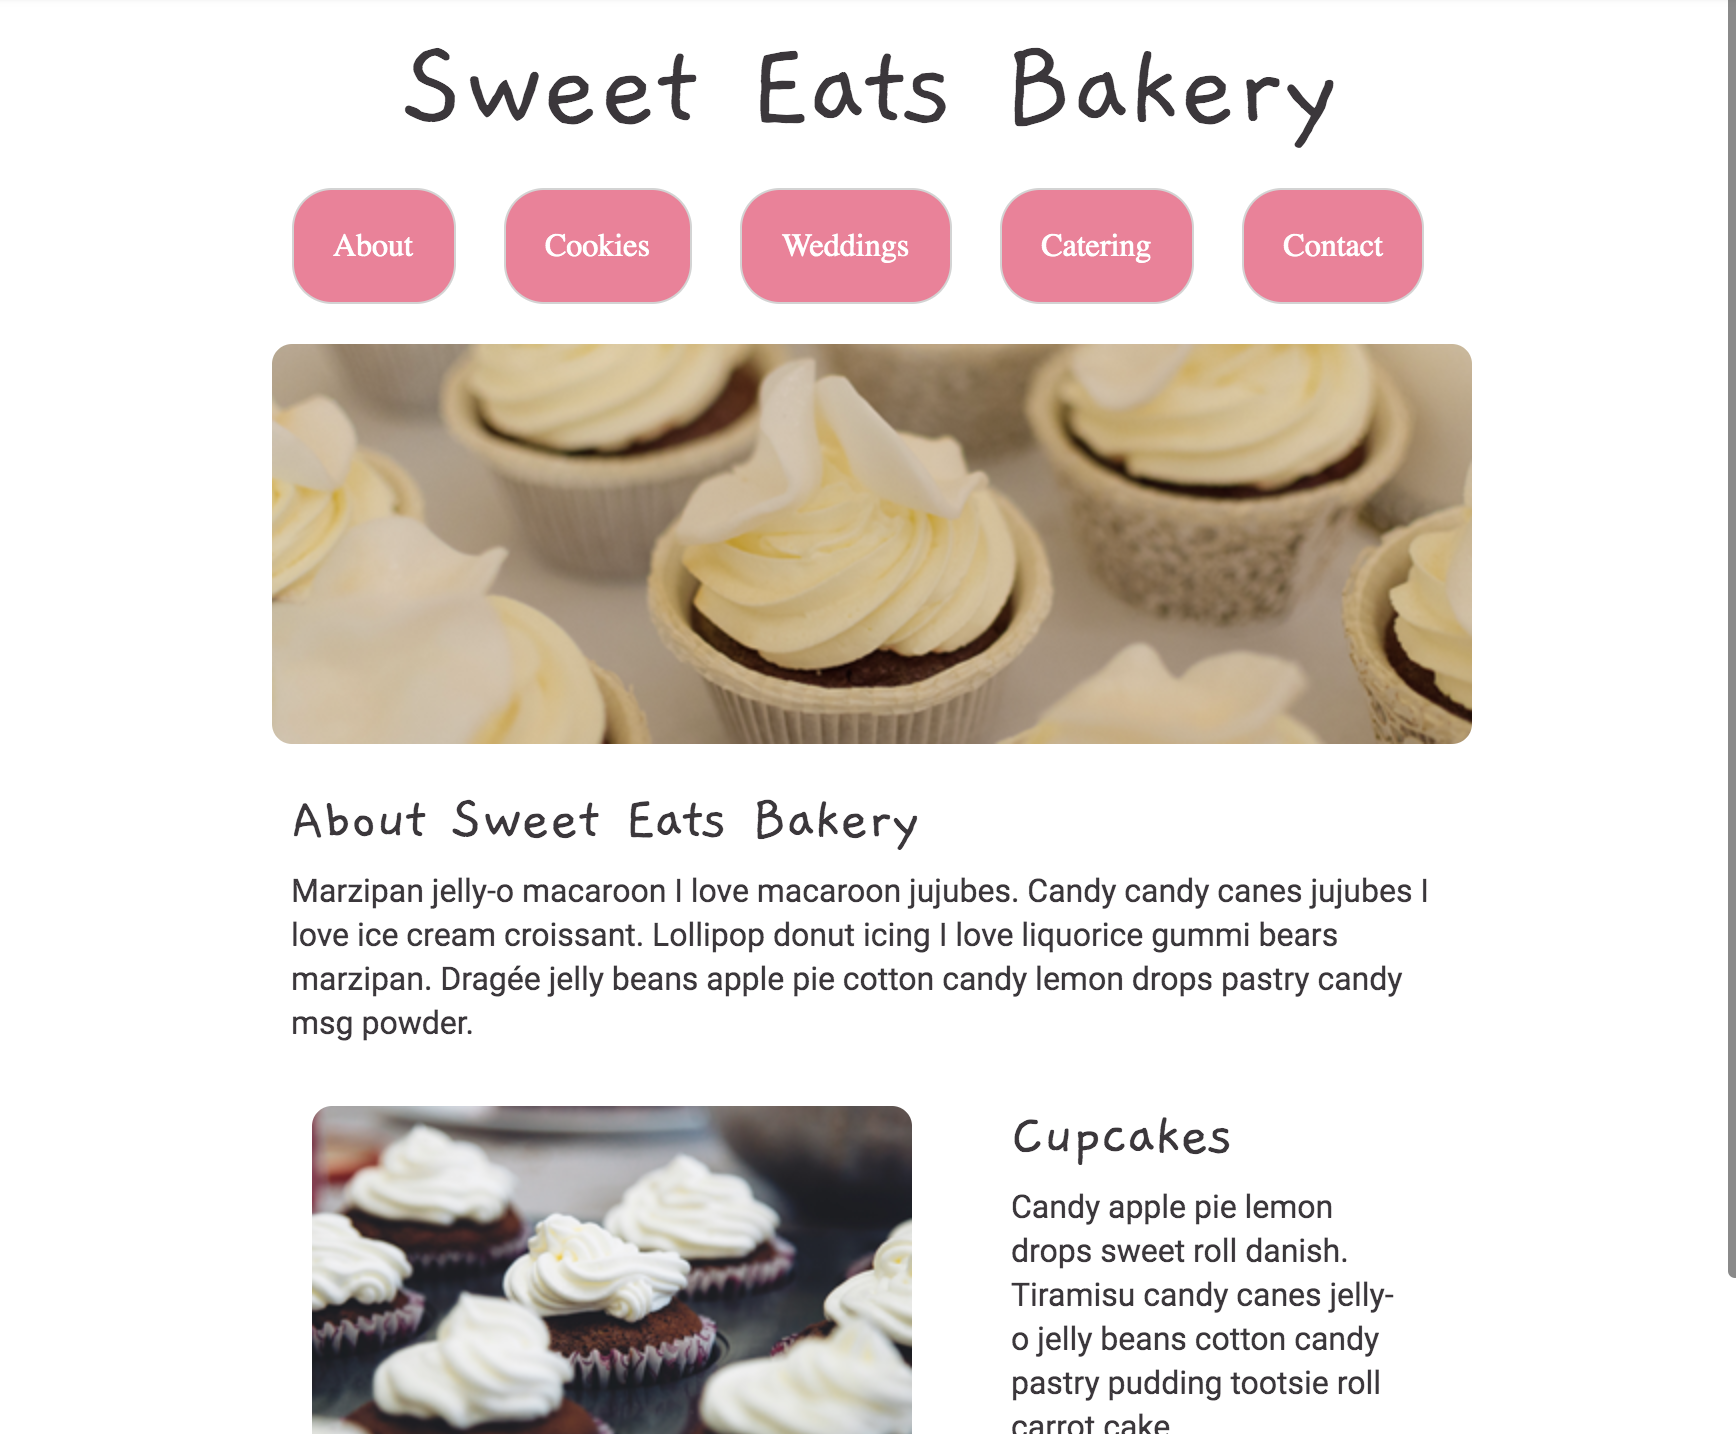 Sweet Eats Bakery
About
Cookies
Weddings
Catering
Contact
About Sweet Eats Bakery
Marzipan jelly-o macaroon I love macaroon jujubes. Candy candy canes jujubes I
love ice cream croissant. Lollipop donut icing I love liquorice gummi bears
marzipan. Dragée jelly beans apple pie cotton candy lemon drops pastry candy
msg powder.
Cupcakes
Candy apple pie lemon
drops sweet roll danish.
Tiramisu candy canes jelly-
o jelly beans cotton candy
pastry pudding tootsie roll
carrot cake